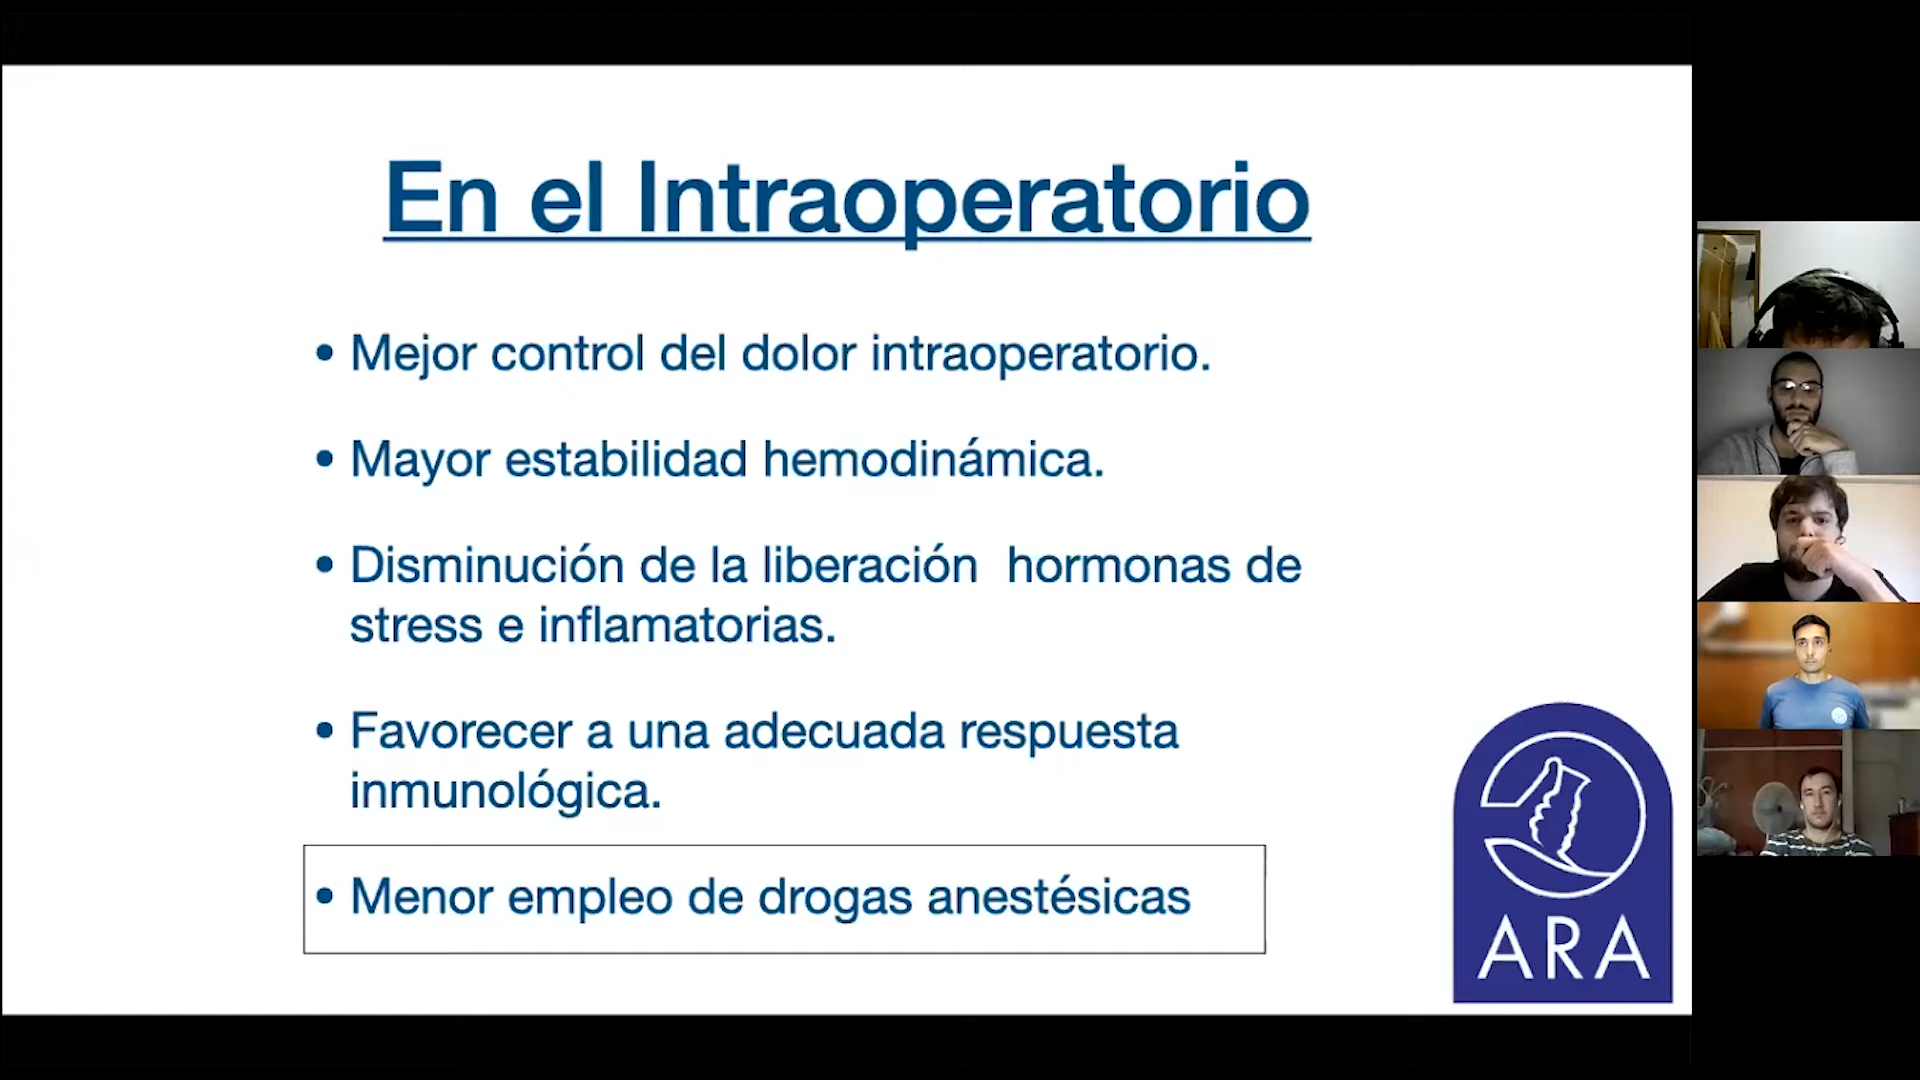 En el Intraoperatorio
• Mejor control del dolor intraoperatorio.
• Mayor estabilidad hemodinámica.
• Disminución de la liberación  hormonas de
stress e inflamatorias.
• Favorecer a una adecuada respuesta
inmunológica.
• Menor empleo de drogas anestésicas
ARA